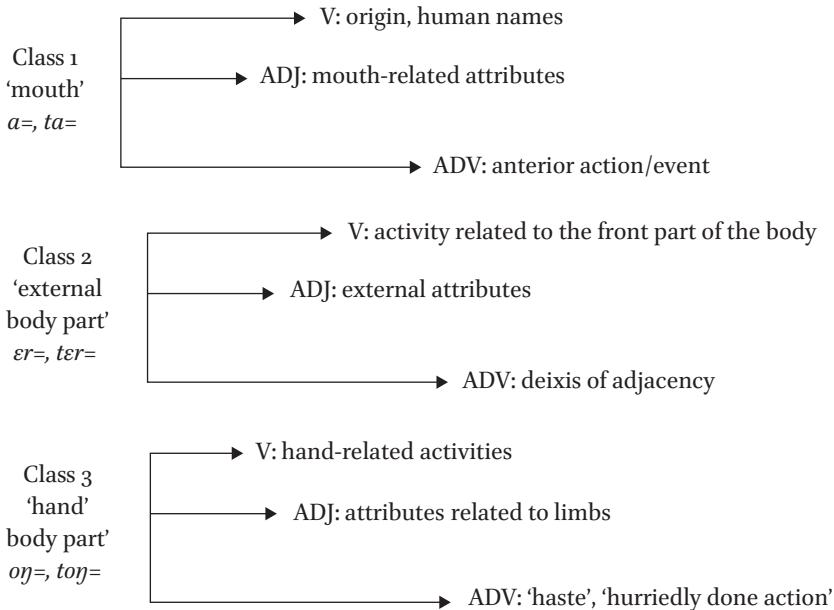 V: origin, human names
Class 1
‘mouth’
a=, ta=
ADJ: mouth-related attributes
ADV: anterior action/event
V: activity related to the front part of the body
Class 2
‘external
body part’
ɛr=, tɛr=
ADJ: external attributes
ADV: deixis of adjacency
V: hand-related activities
Class 3
‘hand’
body part’
oŋ=, toŋ=
ADJ: attributes related to limbs
ADV: ‘haste’, ‘hurriedly done action’